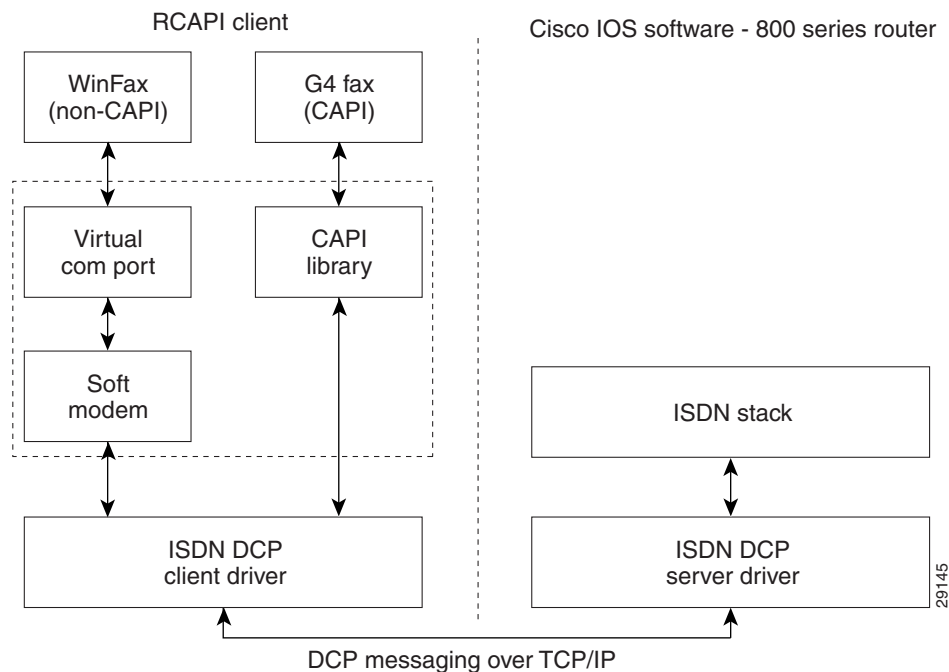 RCAPI client
Cisco IOS software - 800 series router
WinFax
(non-CAPI)
G4 fax
(CAPI)
Virtual
com port
CAPI
library
Soft
modem
ISDN stack
ISDN DCP
client driver
ISDN DCP
server driver
29145
DCP messaging over TCP/IP